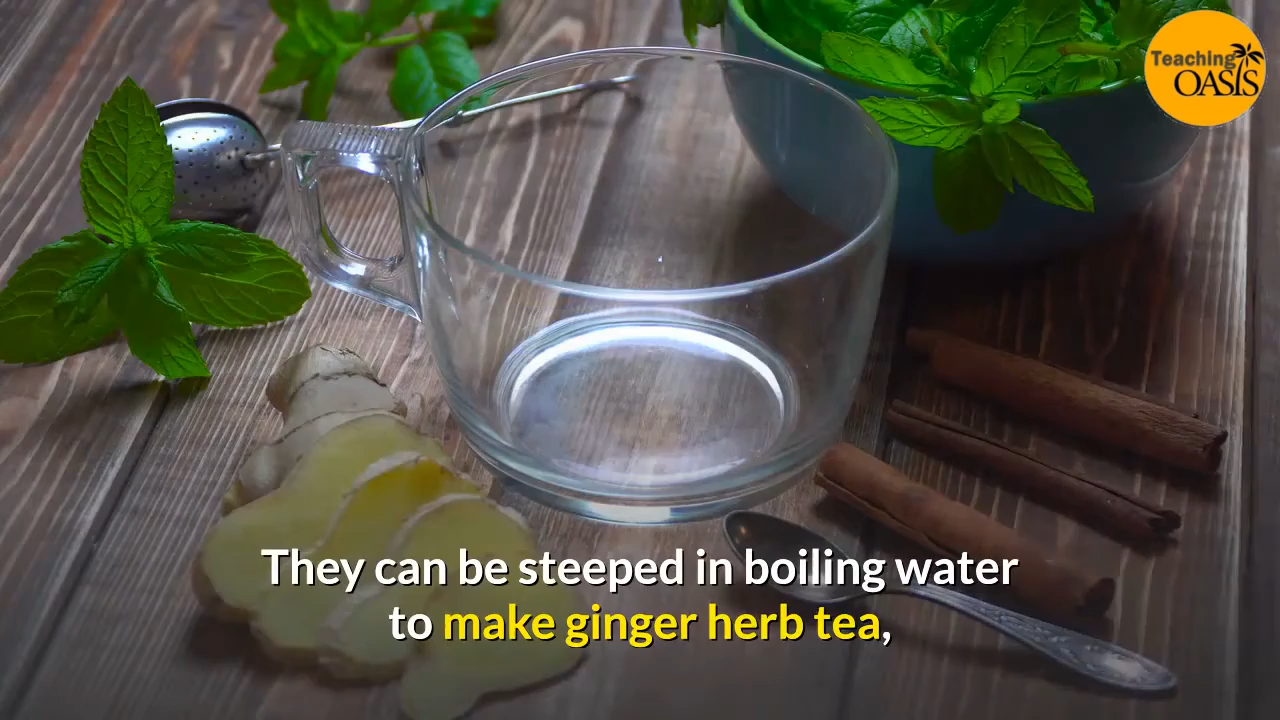 Teaching
OASIS
They can be steeped in boiling water
to make ginger herb tea,